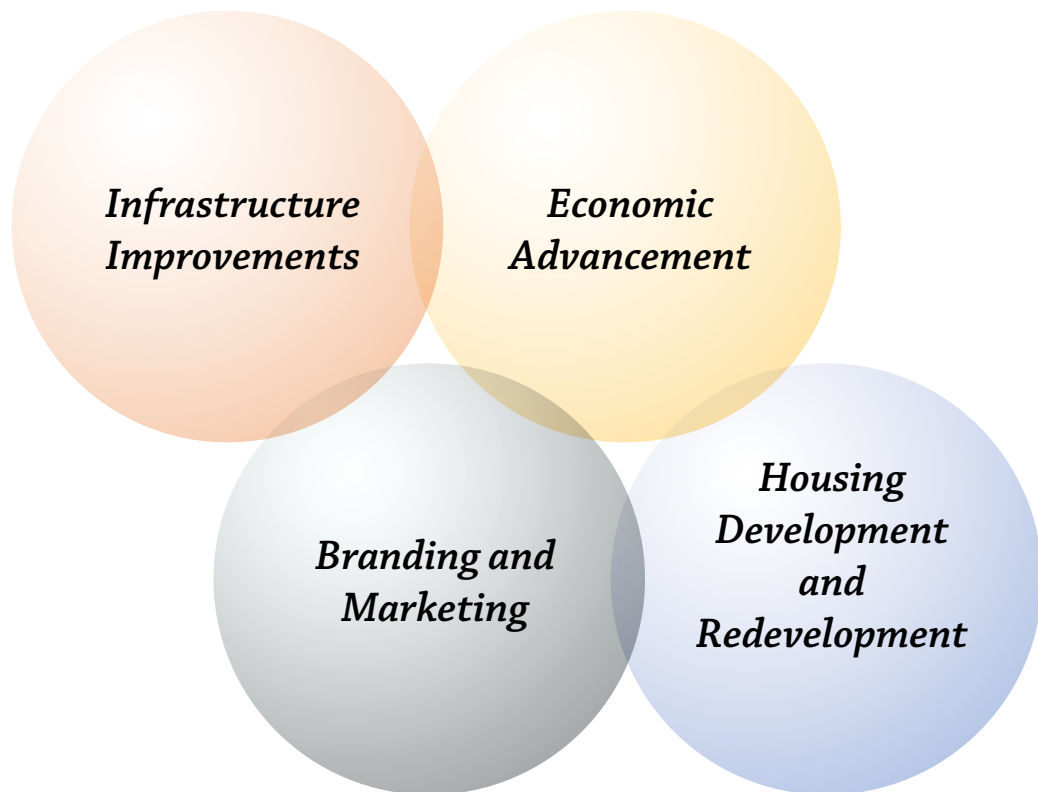 Infrastructure
Improvements
Economic
Advancement
Branding and
Marketing
Housing
Development
and
Redevelopment